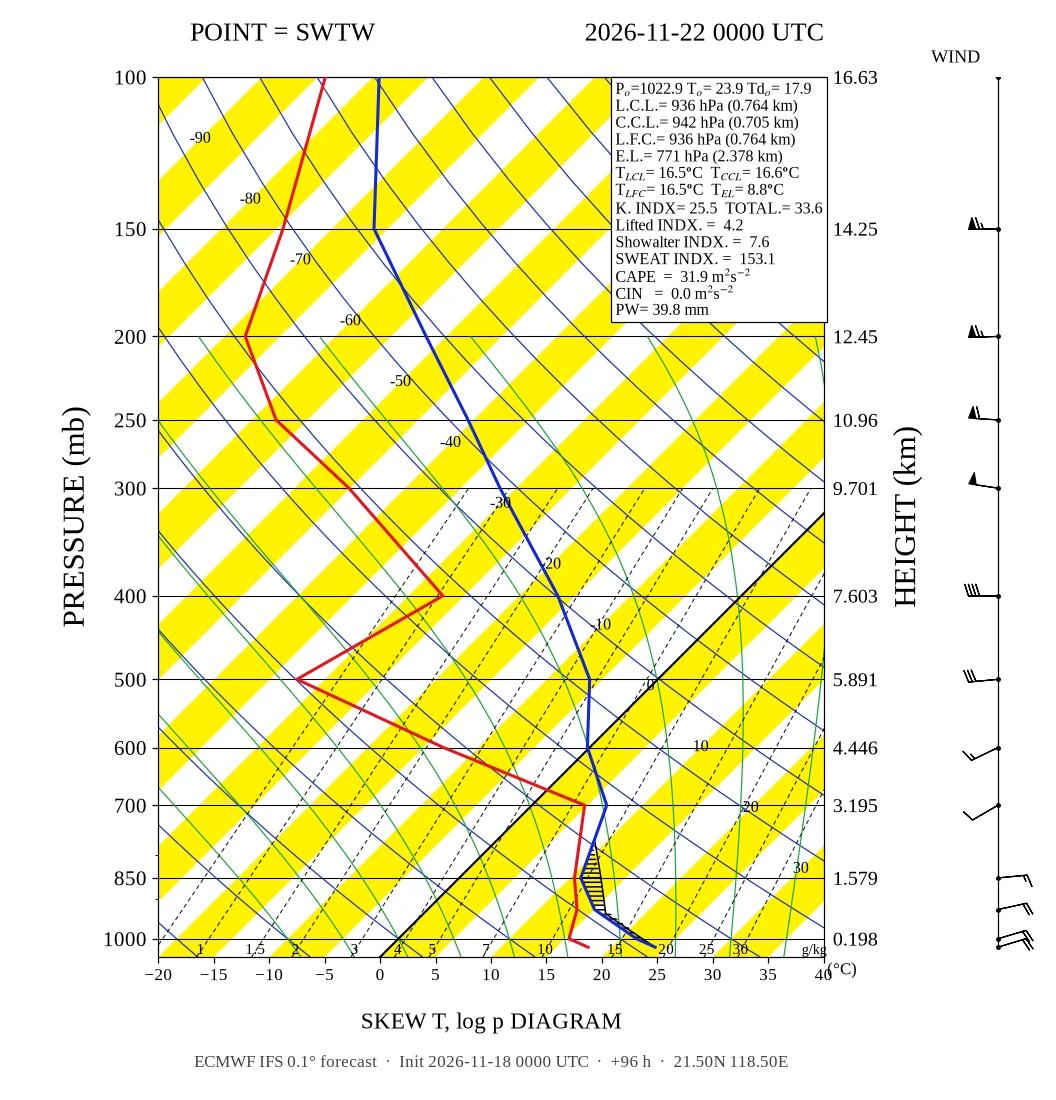 POINT = SWTW
2026-11-22 0000 UTC
WIND
100
16.63
Pₒ=1022.9 Tₒ= 23.9 Tdₒ= 17.9
L.C.L.= 936 hPa (0.764 km)
C.C.L.= 942 hPa (0.705 km)
L.F.C.= 936 hPa (0.764 km)
E.L.= 771 hPa (2.378 km)
T_LCL= 16.5°C T_CCL= 16.6°C
T_LFC= 16.5°C T_EL= 8.8°C
K. INDX= 25.5 TOTAL.= 33.6
Lifted INDX. = 4.2
Showalter INDX. = 7.6
SWEAT INDX. = 153.1
CAPE = 31.9 m²s⁻²
CIN = 0.0 m²s⁻²
PW= 39.8 mm
-90
-80
150
14.25
-70
-60
200
12.45
-50
250
10.96
-40
300
9.701
-30
-20
400
7.603
-10
500
5.891
0
600
4.446
10
700
3.195
20
850
1.579
30
1000
0.198
PRESSURE (mb)
HEIGHT (km)
1 1.5 2 3 4 5 7 10 15 20 25 30 g/kg
−20 −15 −10 −5 0 5 10 15 20 25 30 35 40 (°C)
SKEW T, log p DIAGRAM
ECMWF IFS 0.1° forecast · Init 2026-11-18 0000 UTC · +96 h · 21.50N 118.50E